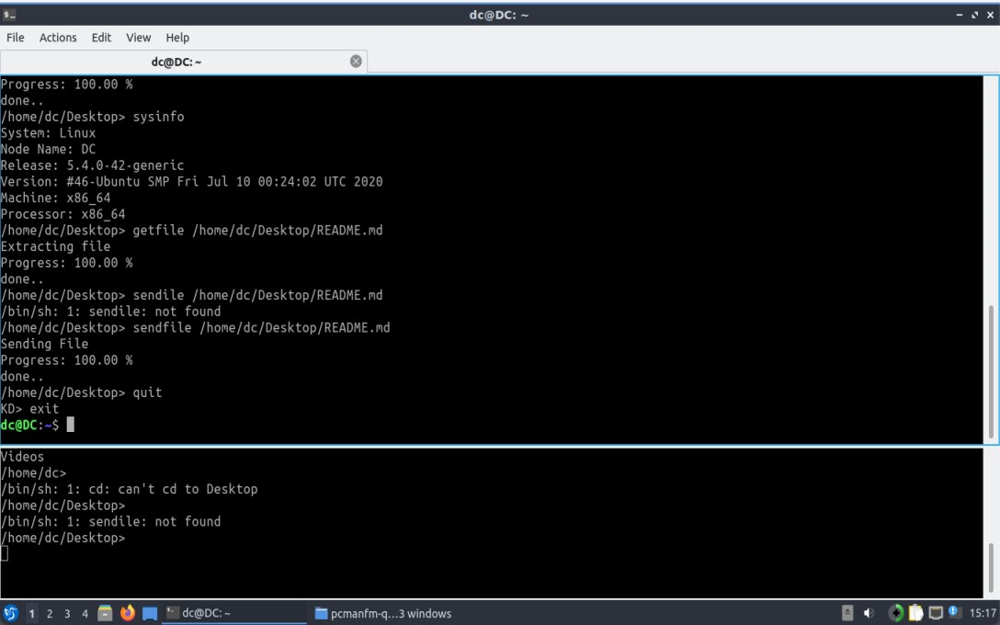 dc@DC: ~
File Actions Edit View Help
dc@DC: ~
Progress: 100.00 %
done..
/home/dc/Desktop> sysinfo
System: Linux
Node Name: DC
Release: 5.4.0-42-generic
Version: #46-Ubuntu SMP Fri Jul 10 00:24:02 UTC 2020
Machine: x86_64
Processor: x86_64
/home/dc/Desktop> getfile /home/dc/Desktop/README.md
Extracting file
Progress: 100.00 %
done..
/home/dc/Desktop> sendile /home/dc/Desktop/README.md
/bin/sh: 1: sendile: not found
/home/dc/Desktop> sendfile /home/dc/Desktop/README.md
Sending File
Progress: 100.00 %
done..
/home/dc/Desktop> quit
KD> exit
dc@DC:~$
Videos
/home/dc>
/bin/sh: 1: cd: can't cd to Desktop
/home/dc/Desktop>
/bin/sh: 1: sendile: not found
/home/dc/Desktop>
1 2 3 4 dc@DC: ~ pcmanfm-q...3 windows 15:17